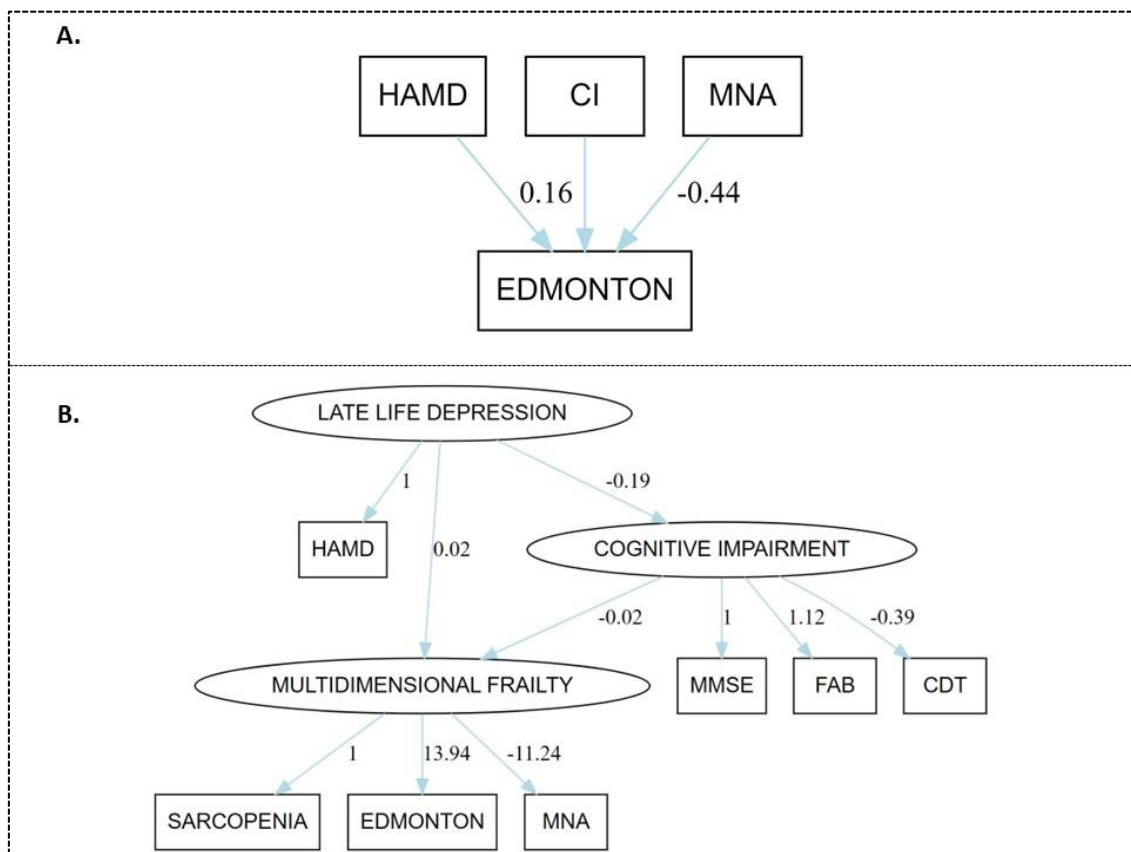 A.
HAMD CI MNA
0.16 -0.44
EDMONTON
B.
LATE LIFE DEPRESSION
1 -0.19
HAMD 0.02 COGNITIVE IMPAIRMENT
-0.02 1 1.12 -0.39
MULTIDIMENSIONAL FRAILTY MMSE FAB CDT
1 13.94 -11.24
SARCOPENIA EDMONTON MNA